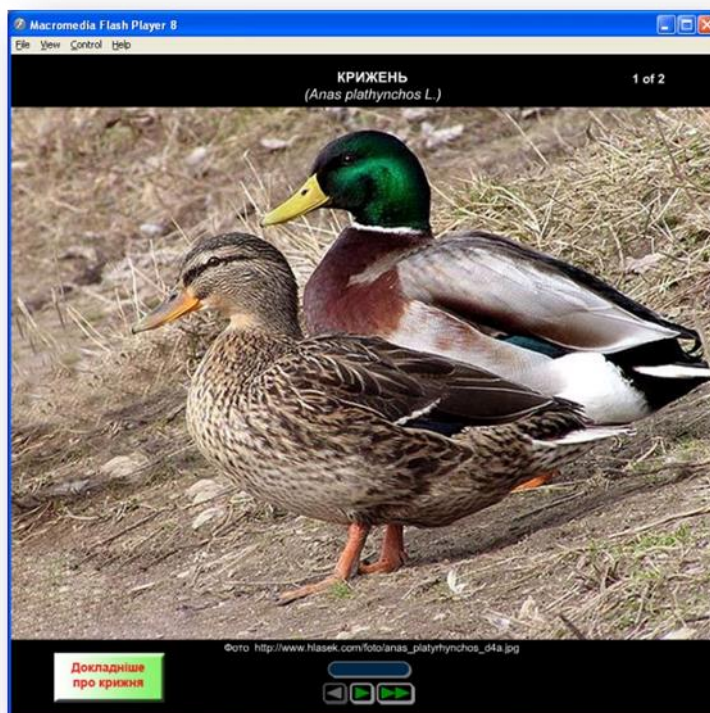 Macromedia Flash Player 8
File View Control Help
КРИЖЕНЬ
1 of 2
(Anas plathynchos L.)
Фото http://www.hlasek.com/foto/anas_platyrhynchos_d4a.jpg
Докладніше
про крижня